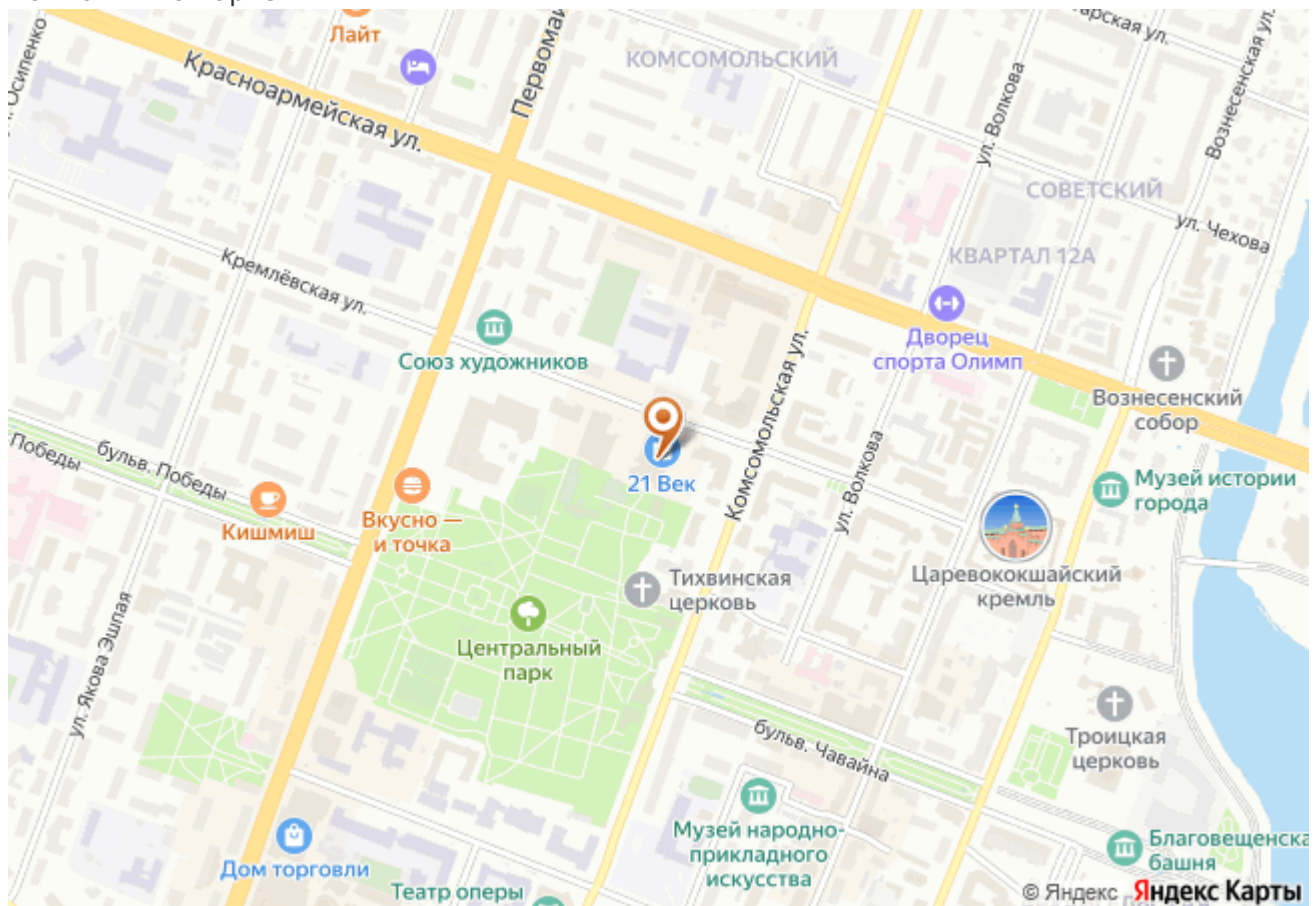 Лайт
Осипенко
Красноармейская ул.
КОМСОМОЛЬСКИЙ
ул. Волкова
Вознесенская ул.
СОВЕТСКИЙ
ул. Чехова
КВАРТАЛ 12А
Кремлёвская ул.
Союз художников
Дворец
спорта Олимп
Комсомольская ул.
Вознесенский
собор
Победы
бульв. Победы
21 Век
ул. Волкова
Музей истории
города
Кишмиш
Вкусно —
и точка
Тихвинская
церковь
Царевококшайский
кремль
Центральный
парк
ул. Якова Эшпая
бульв. Чавайна
Троицкая
церковь
Дом торговли
Музей народно-
прикладного
искусства
Театр оперы
башня
© Яндекс Яндекс Карты